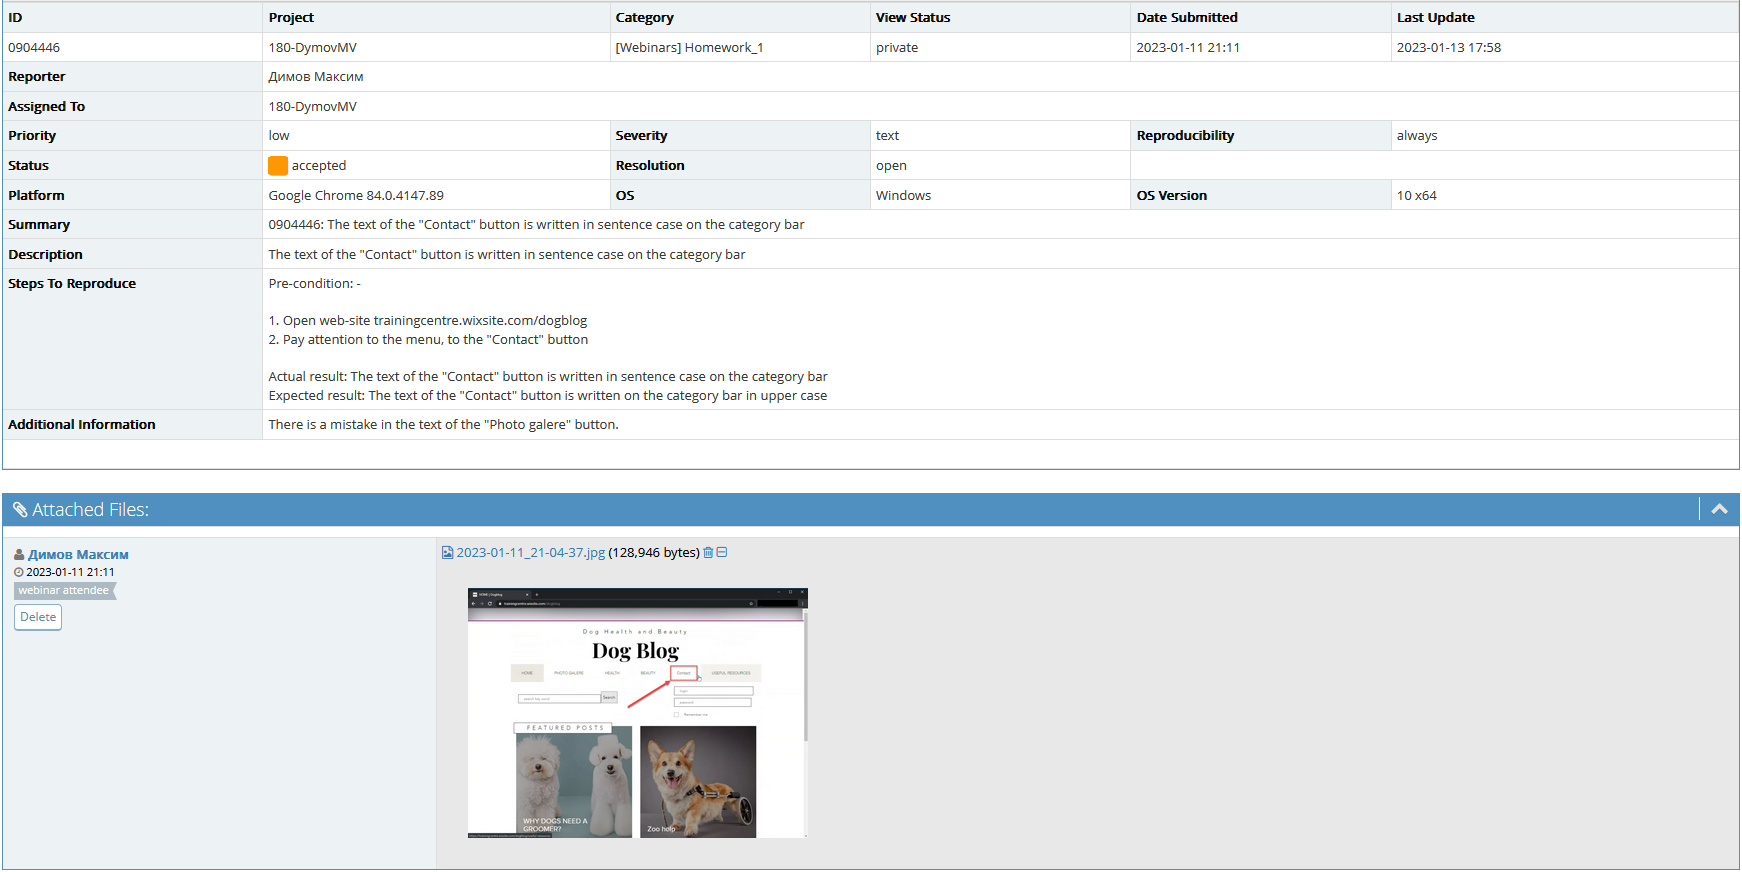 ID Project Category View Status Date Submitted Last Update
0904446 180-DymovMV [Webinars] Homework_1 private 2023-01-11 21:11 2023-01-13 17:58
Reporter Димов Максим
Assigned To 180-DymovMV
Priority low Severity text Reproducibility always
Status accepted Resolution open
Platform Google Chrome 84.0.4147.89 OS Windows OS Version 10 x64
Summary 0904446: The text of the "Contact" button is written in sentence case on the category bar
Description The text of the "Contact" button is written in sentence case on the category bar
Steps To Reproduce Pre-condition: -
1. Open web-site trainingcentre.wixsite.com/dogblog
2. Pay attention to the menu, to the "Contact" button
Actual result: The text of the "Contact" button is written in sentence case on the category bar
Expected result: The text of the "Contact" button is written on the category bar in upper case
Additional Information There is a mistake in the text of the "Photo galere" button.
Attached Files:
Димов Максим
2023-01-11 21:11
webinar attendee
Delete
2023-01-11_21-04-37.jpg (128,946 bytes)
HOME | Dogblog
trainingcentre.wixsite.com/dogblog
Dog Health and Beauty
Dog Blog
HOME PHOTO GALERE HEALTH BEAUTY Contact USEFUL RESOURCES
Search
login
password
Remember me
FEATURED POSTS
WHY DOGS NEED A
GROOMER?
Zoo help